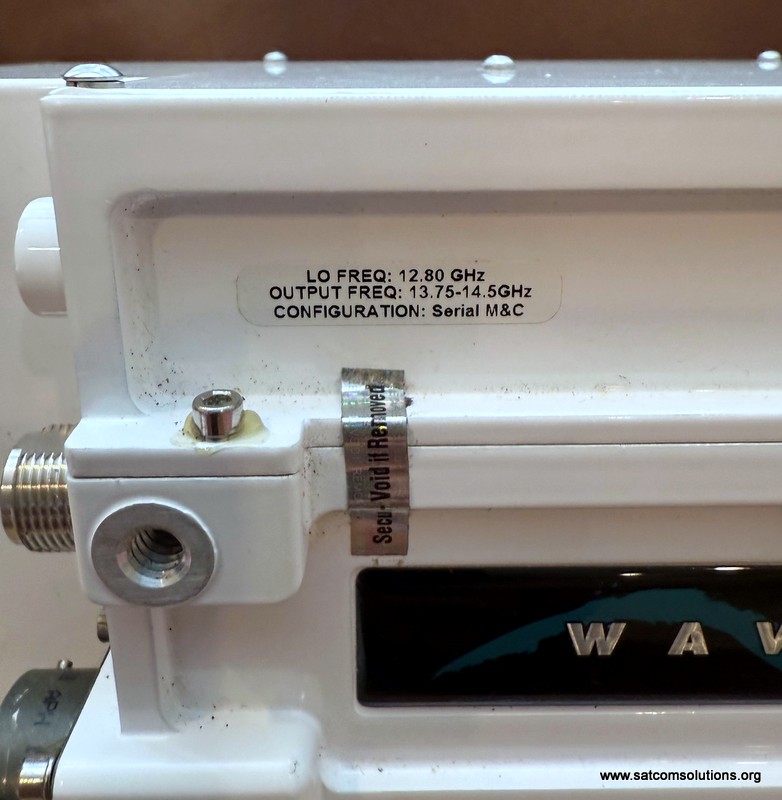 LO FREQ: 12.80 GHz
OUTPUT FREQ: 13.75-14.5GHz
CONFIGURATION: Serial M&C
Void if Removed
W A
www.satcomsolutions.org